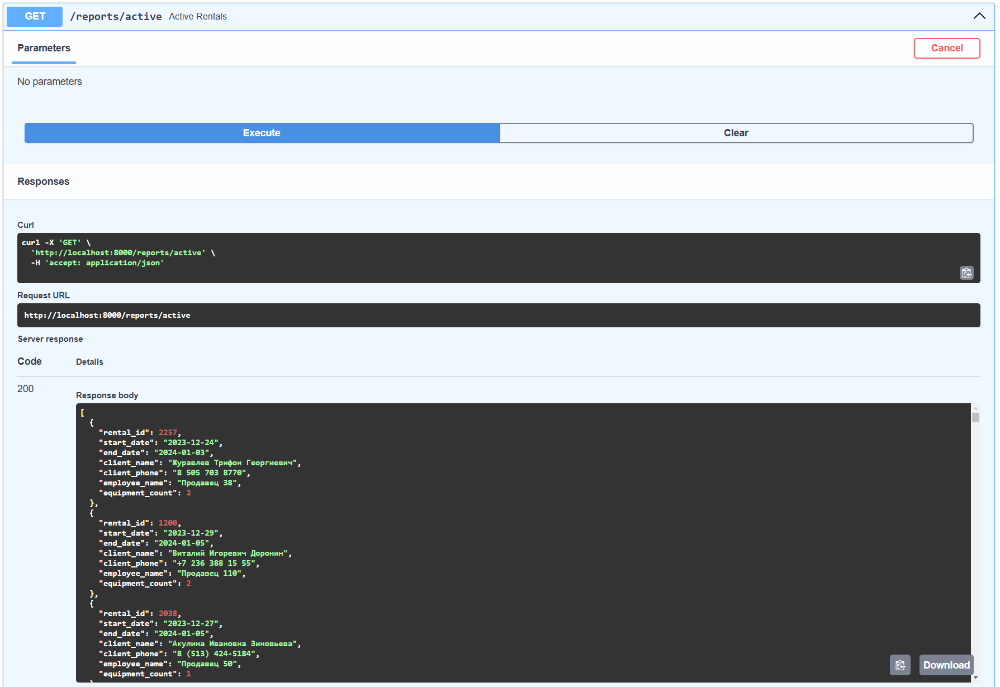 GET /reports/active Active Rentals
Parameters
Cancel
No parameters
Execute
Clear
Responses
Curl
curl -X 'GET' \
  'http://localhost:8000/reports/active' \
  -H 'accept: application/json'
Request URL
http://localhost:8000/reports/active
Server response
Code Details
200
Response body
[
  {
    "rental_id": 2257,
    "start_date": "2023-12-24",
    "end_date": "2024-01-03",
    "client_name": "Журавлев Трифон Георгиевич",
    "client_phone": "8 505 703 8770",
    "employee_name": "Продавец 38",
    "equipment_count": 2
  },
  {
    "rental_id": 1200,
    "start_date": "2023-12-29",
    "end_date": "2024-01-05",
    "client_name": "Виталий Игоревич Доронин",
    "client_phone": "+7 236 388 15 55",
    "employee_name": "Продавец 110",
    "equipment_count": 2
  },
  {
    "rental_id": 2038,
    "start_date": "2023-12-27",
    "end_date": "2024-01-05",
    "client_name": "Акулина Ивановна Зиновьева",
    "client_phone": "8 (513) 424-5184",
    "employee_name": "Продавец 50",
    "equipment_count": 1
Download